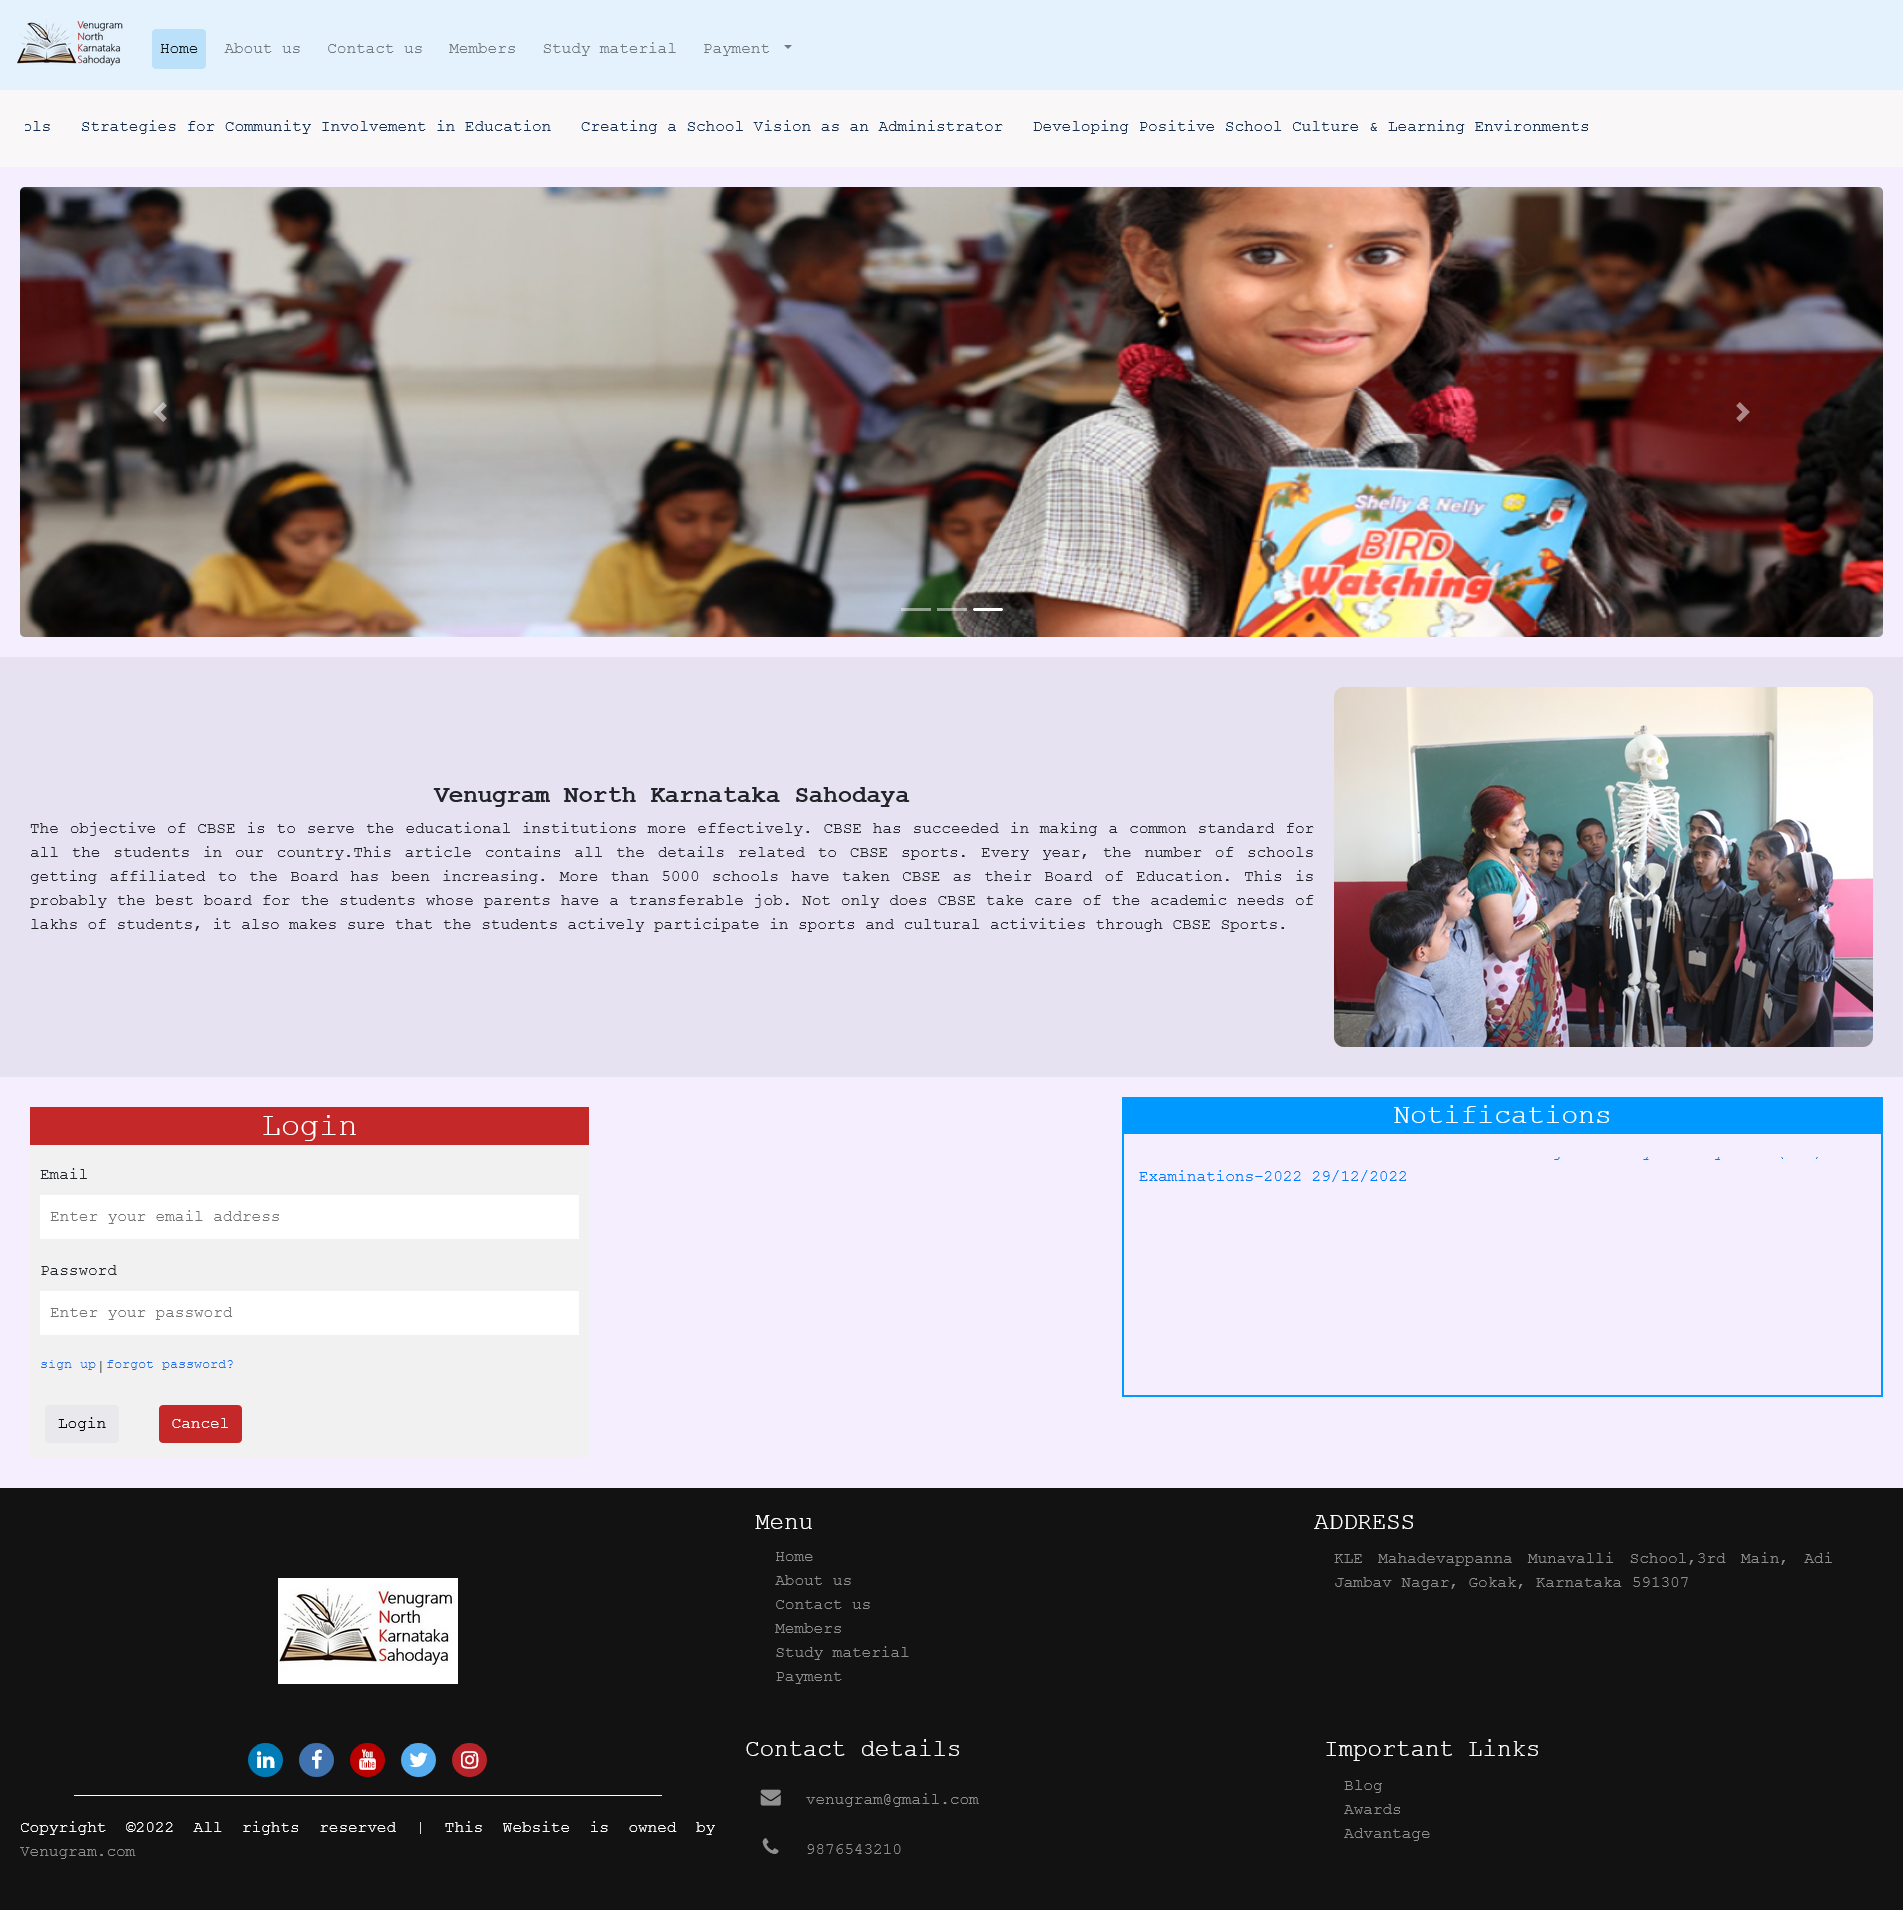 Venugram
North
Karnataka
Sahodaya
Home About us Contact us Members Study material Payment
Strategies for Community Involvement in Education Creating a School Vision as an Administrator Developing Positive School Culture & Learning Environments
Shelly & Nelly
BIRD
Watching
Venugram North Karnataka Sahodaya
The objective of CBSE is to serve the educational institutions more effectively. CBSE has succeeded in making a common standard for
all the students in our country.This article contains all the details related to CBSE sports. Every year, the number of schools
getting affiliated to the Board has been increasing. More than 5000 schools have taken CBSE as their Board of Education. This is
probably the best board for the students whose parents have a transferable job. Not only does CBSE take care of the academic needs of
lakhs of students, it also makes sure that the students actively participate in sports and cultural activities through CBSE Sports.
Login
Email
Enter your email address
Password
Enter your password
sign up|forgot password?
Login Cancel
Notifications
Examinations-2022 29/12/2022
Venugram
North
Karnataka
Sahodaya
You
Tube
Copyright ©2022 All rights reserved | This Website is owned by
Venugram.com
Menu
Home
About us
Contact us
Members
Study material
Payment
ADDRESS
KLE Mahadevappanna Munavalli School,3rd Main, Adi
Jambav Nagar, Gokak, Karnataka 591307
Contact details
venugram@gmail.com
9876543210
Important Links
Blog
Awards
Advantage